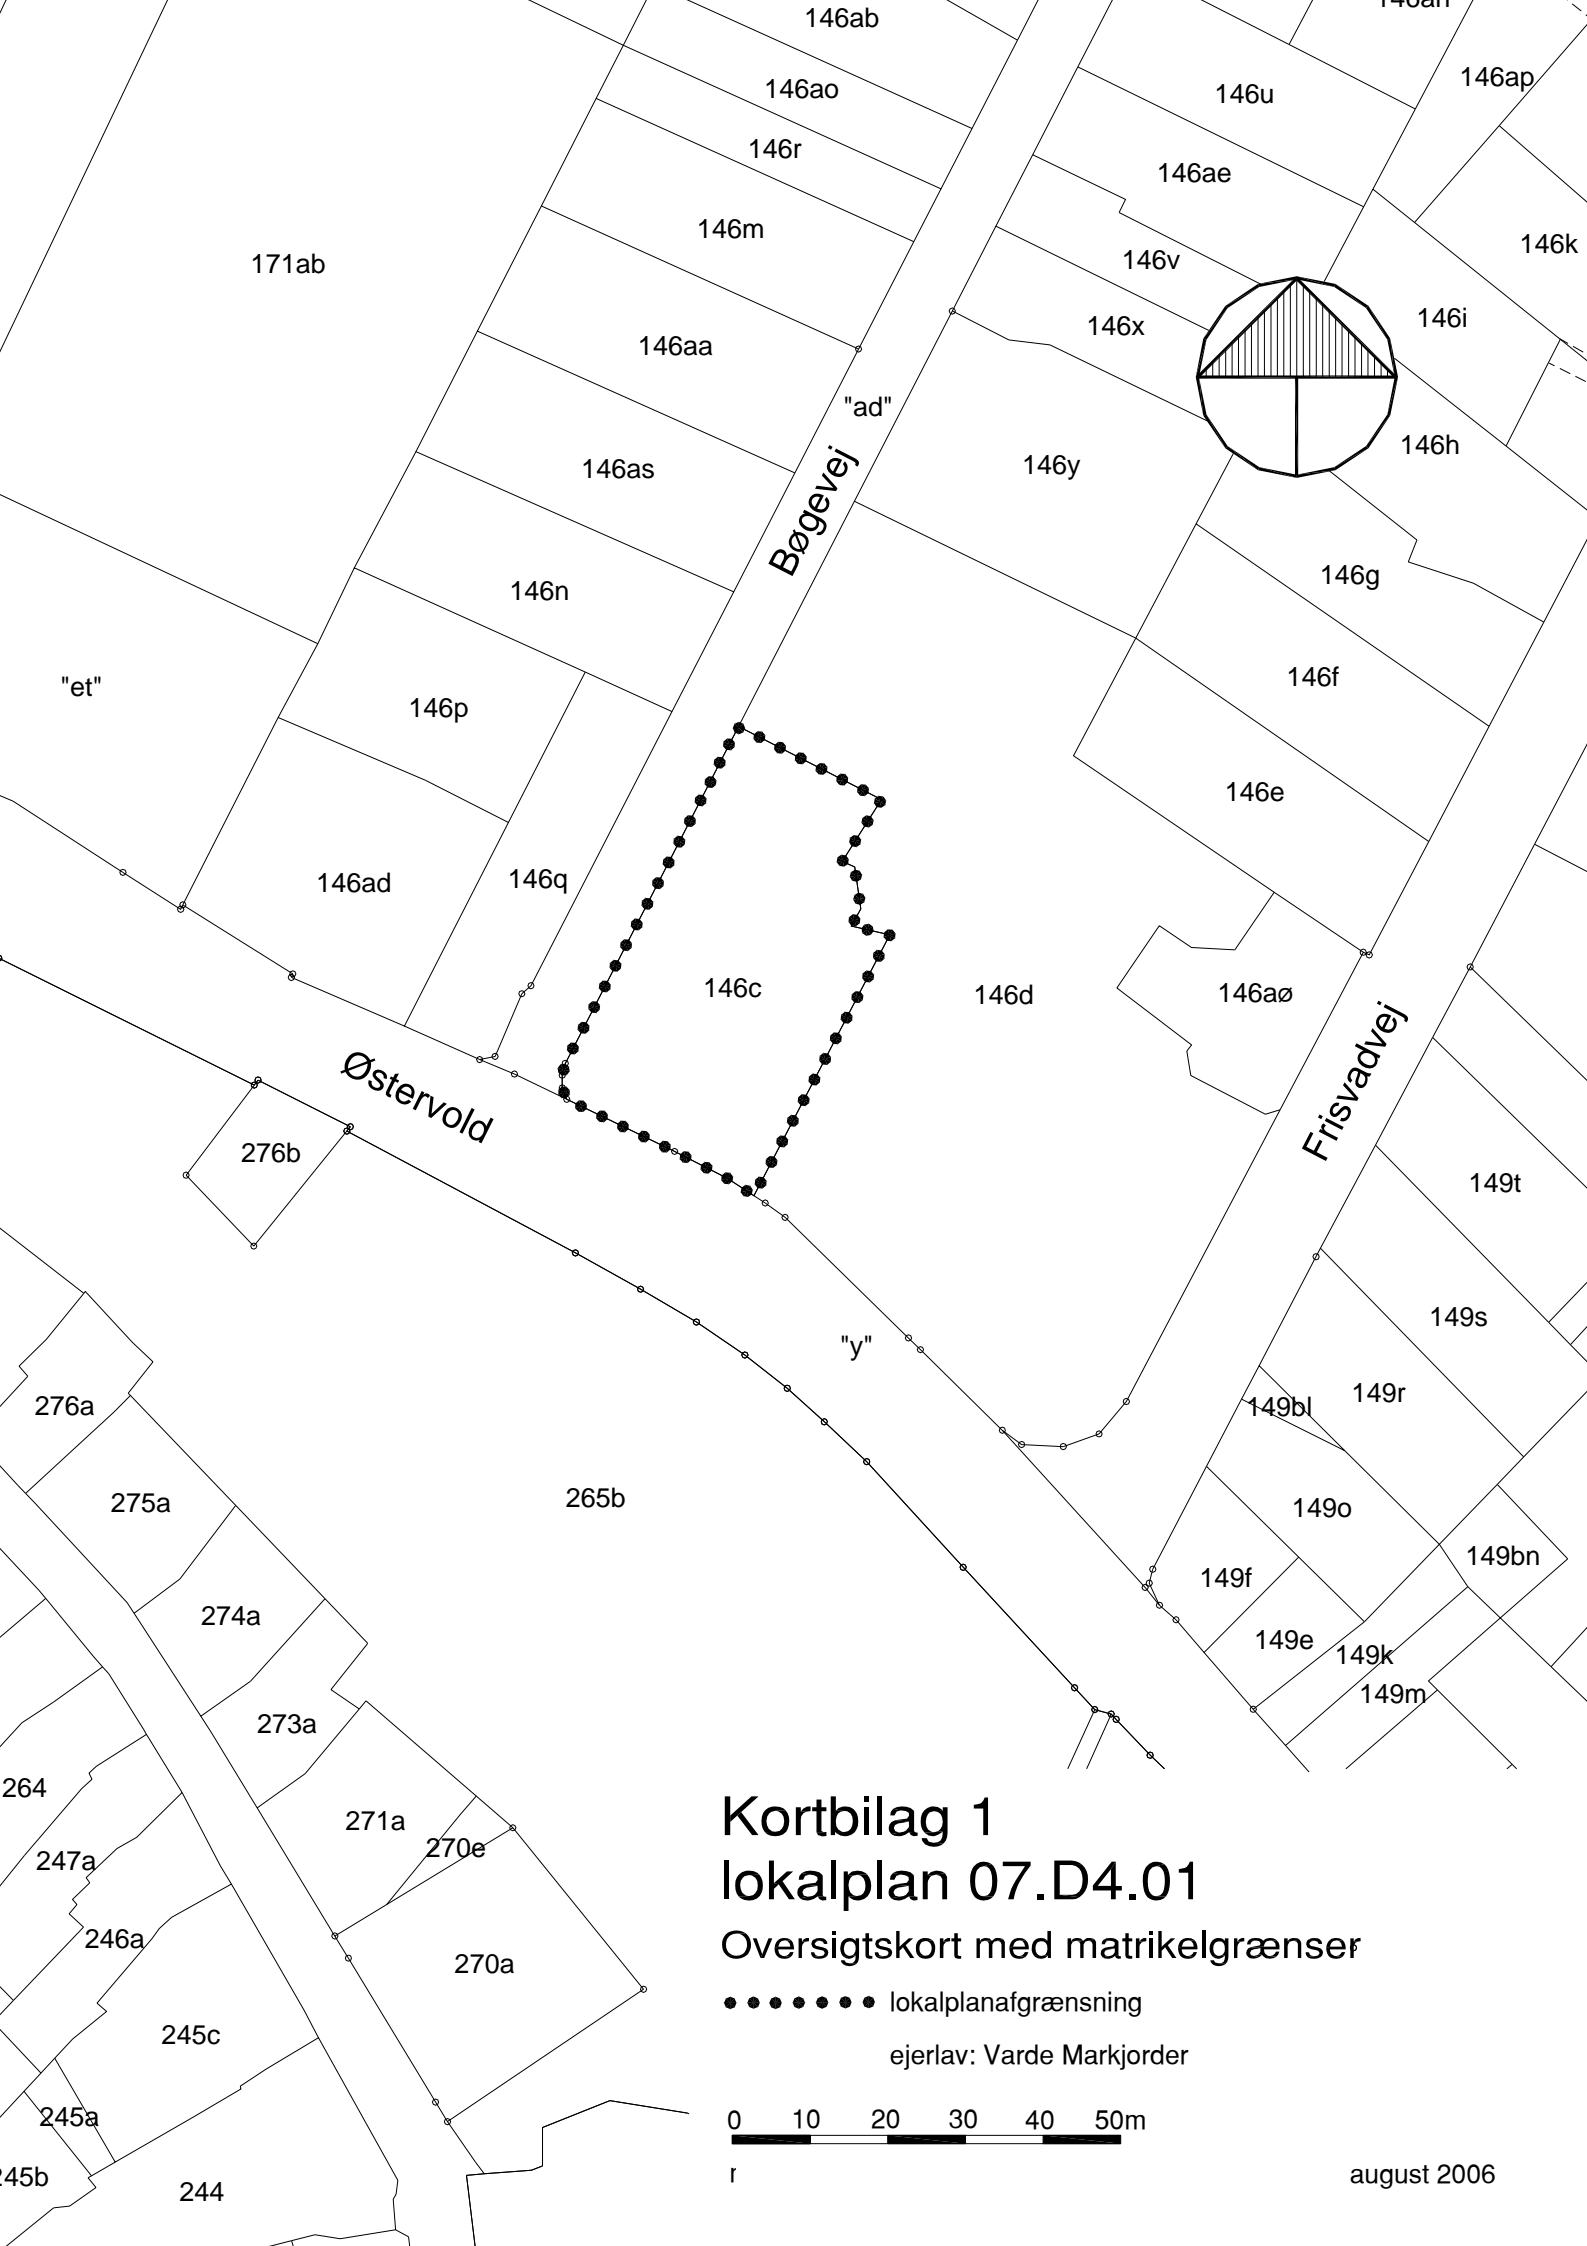 146ab
146ap
146u
146ao
146r
146ae
146m
146k
146v
171ab
146i
146x
146aa
"ad"
146h
146y
146as
Bøgevej
146g
146n
146f
"et"
146p
146e
146ad
146q
146c
146d
146aø
Frisvadvej
Østervold
276b
149t
149s
"y"
149r
276a
149bl
265b
275a
149o
149bn
149f
274a
149e
149k
149m
273a
264
271a
270e
247a
246a
270a
245c
245a
244
Kortbilag 1
lokalplan 07.D4.01
Oversigtskort med matrikelgrænser
lokalplanafgrænsning
ejerlav: Varde Markjorder
0 10 20 30 40 50m
r
august 2006